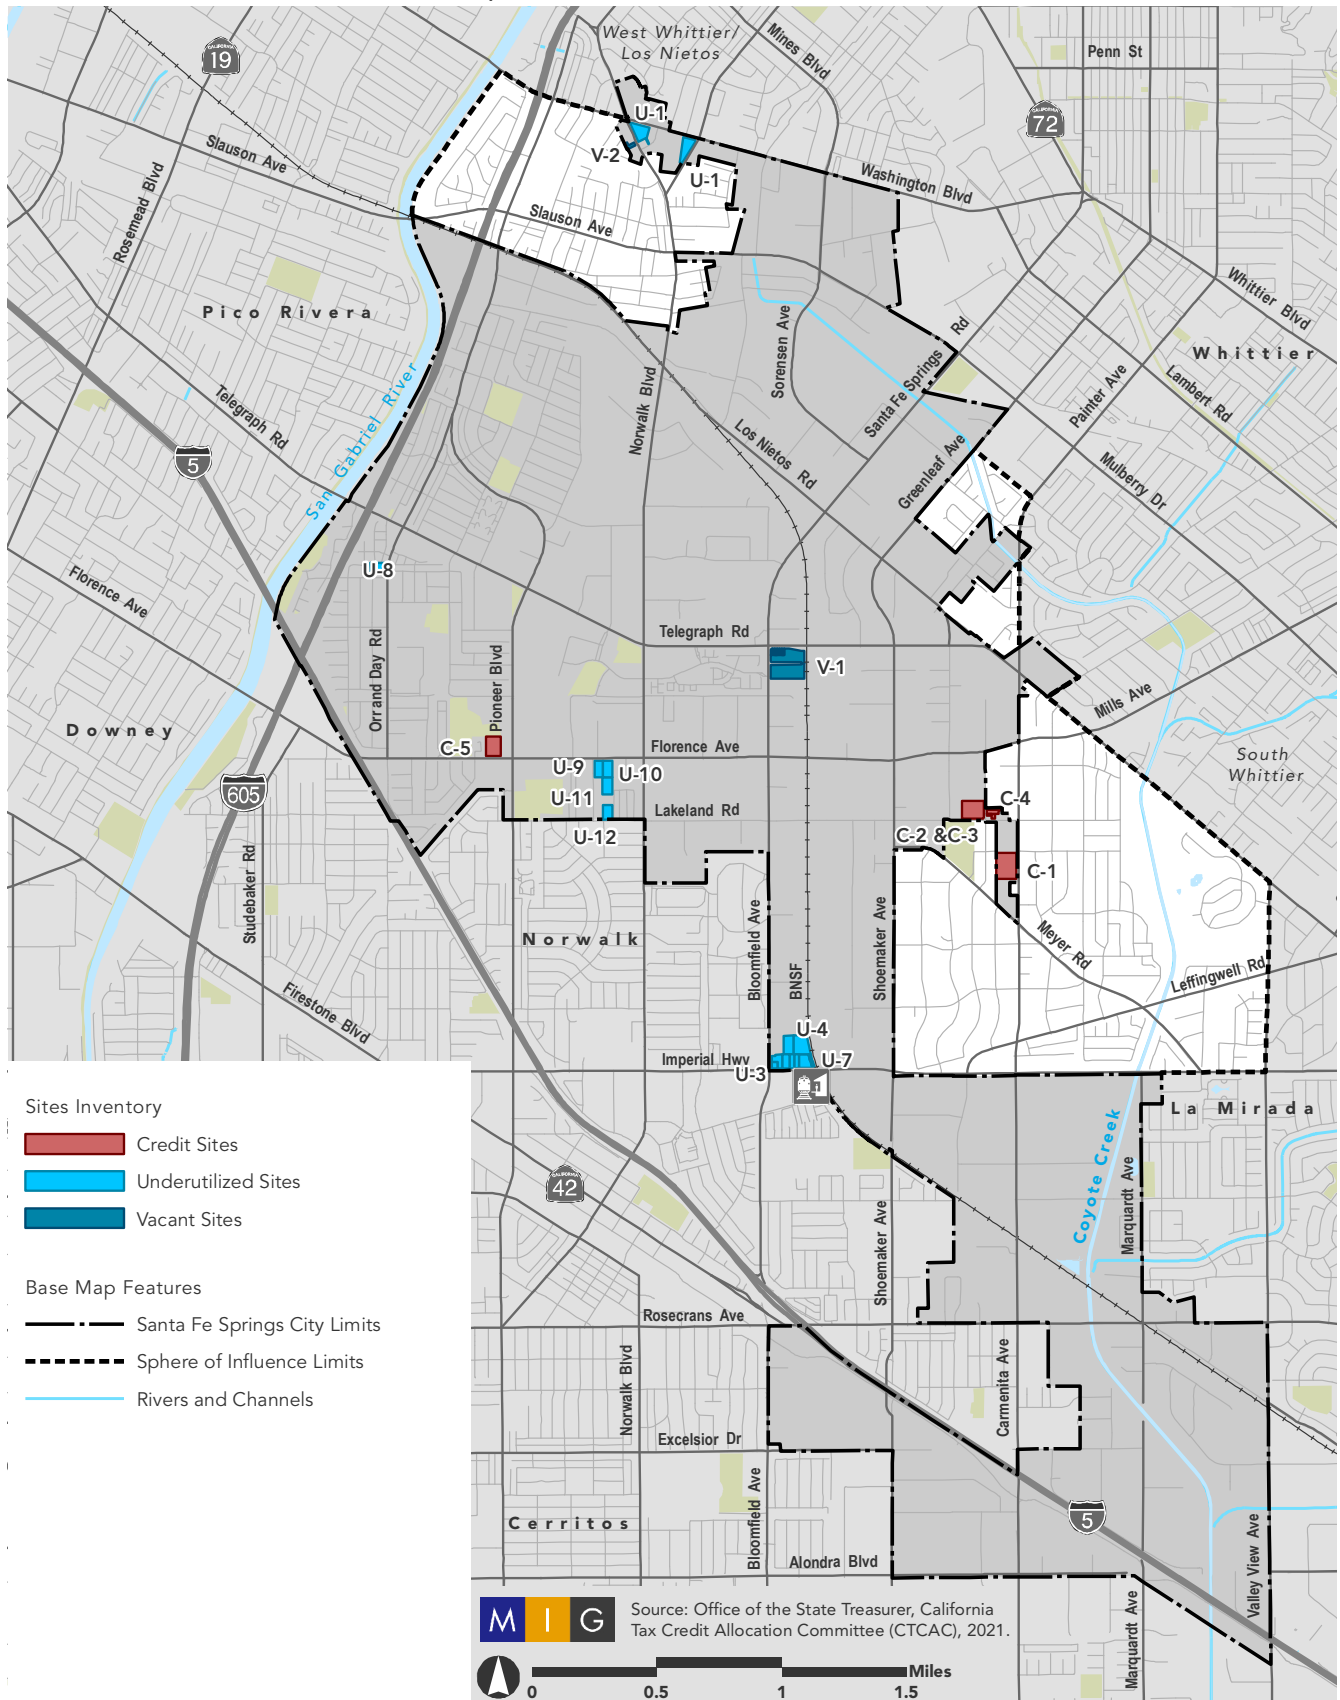 West Whittier/
Los Nietos
Mines Blvd
Penn St
CALIFORNIA
19
CALIFORNIA
72
U-1
V-2
U-1
Slauson Ave
Rosemead Blvd
Washington Blvd
Slauson Ave
Whittier Blvd
Pico Rivera
Whittier
San Gabriel River
Sorensen Ave
Santa Fe Springs Rd
Painter Ave
Lambert Rd
Telegraph Rd
Norwalk Blvd
Los Nietos Rd
Greenleaf Ave
Mulberry Dr
5
U-8
Florence Ave
Telegraph Rd
V-1
Orrand Day Rd
Pioneer Blvd
Mills Ave
Downey
C-5
Florence Ave
South
Whittier
U-9
U-10
605
U-11
Lakeland Rd
C-4
U-12
C-2 &C-3
C-1
Studebaker Rd
Norwalk
Bloomfield Ave
BNSF
Shoemaker Ave
Meyer Rd
Leffingwell Rd
Firestone Blvd
U-4
Imperial Hwy
U-3
U-7
La Mirada
Sites Inventory
Credit Sites
Underutilized Sites
Vacant Sites
Base Map Features
Santa Fe Springs City Limits
Sphere of Influence Limits
Rivers and Channels
CALIFORNIA
42
Coyote Creek
Marquardt Ave
Shoemaker Ave
Rosecrans Ave
Norwalk Blvd
Carmenita Ave
Excelsior Dr
Bloomfield Ave
Cerritos
5
Alondra Blvd
Valley View Ave
Marquardt Ave
M I G
Source: Office of the State Treasurer, California
Tax Credit Allocation Committee (CTCAC), 2021.
Miles
0 0.5 1 1.5